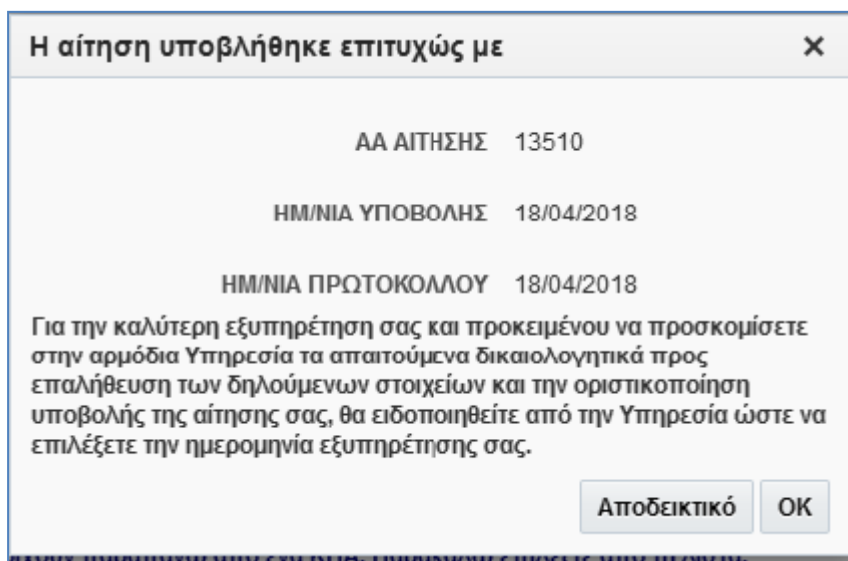 Η αίτηση υποβλήθηκε επιτυχώς με ×
ΑΑ ΑΙΤΗΣΗΣ 13510
ΗΜ/ΝΙΑ ΥΠΟΒΟΛΗΣ 18/04/2018
ΗΜ/ΝΙΑ ΠΡΩΤΟΚΟΛΛΟΥ 18/04/2018
Για την καλύτερη εξυπηρέτηση σας και προκειμένου να προσκομίσετε
στην αρμόδια Υπηρεσία τα απαιτούμενα δικαιολογητικά προς
επαλήθευση των δηλούμενων στοιχείων και την οριστικοποίηση
υποβολής της αίτησης σας, θα ειδοποιηθείτε από την Υπηρεσία ώστε να
επιλέξετε την ημερομηνία εξυπηρέτησης σας.
Αποδεικτικό OK